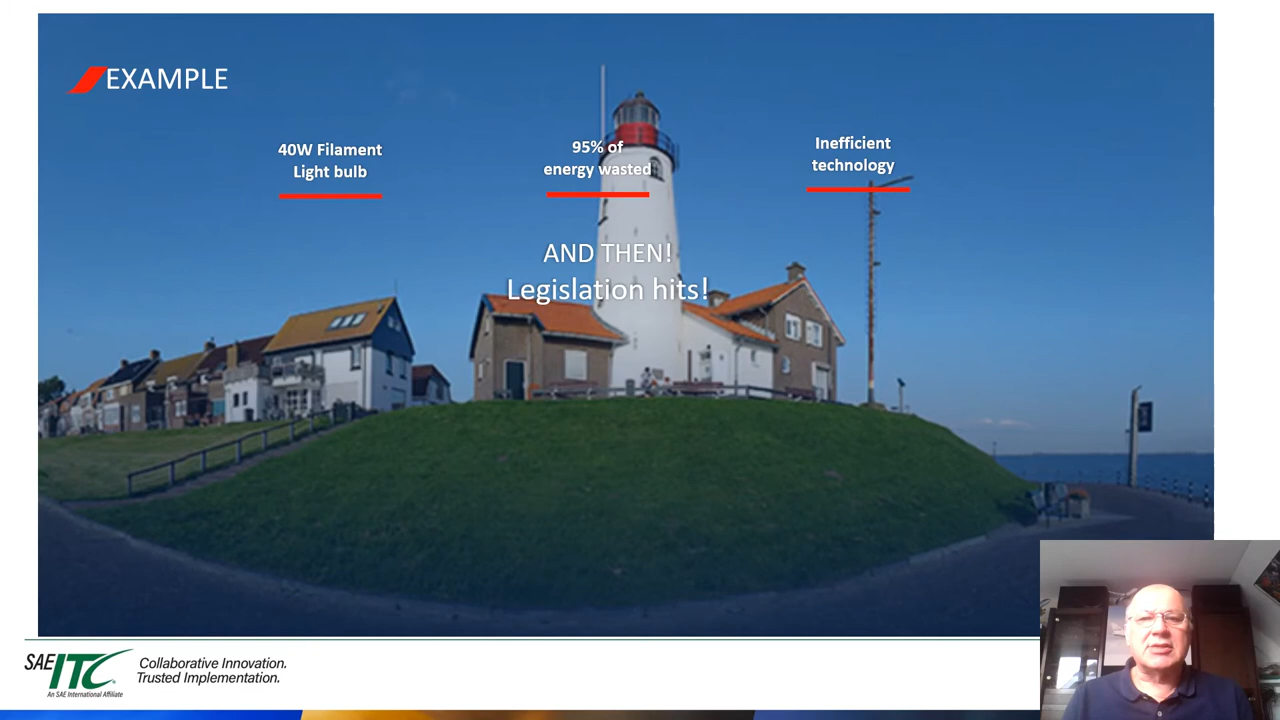 EXAMPLE
40W Filament
Light bulb
95% of
energy wasted
Inefficient
technology
AND THEN!
Legislation hits!
SAE ITC
An SAE International Affiliate
Collaborative Innovation.
Trusted Implementation.